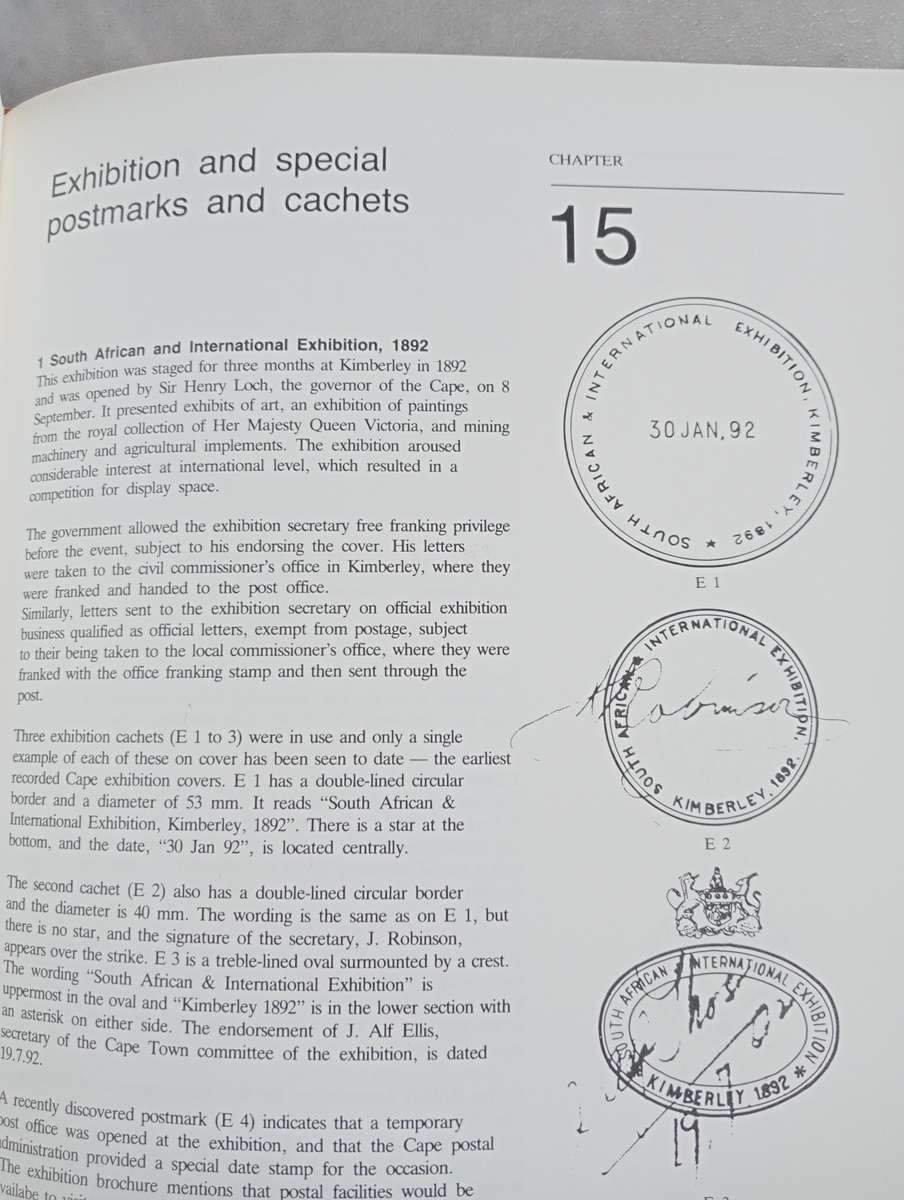 Exhibition and special
postmarks and cachets
CHAPTER
15
1 South African and International Exhibition, 1892
This exhibition was staged for three months at Kimberley in 1892
and was opened by Sir Henry Loch, the governor of the Cape, on 8
September. It presented exhibits of art, an exhibition of paintings
from the royal collection of Her Majesty Queen Victoria, and mining
machinery and agricultural implements. The exhibition aroused
considerable interest at international level, which resulted in a
competition for display space.
The government allowed the exhibition secretary free franking privilege
before the event, subject to his endorsing the cover. His letters
were taken to the civil commissioner's office in Kimberley, where they
were franked and handed to the post office.
Similarly, letters sent to the exhibition secretary on official exhibition
business qualified as official letters, exempt from postage, subject
to their being taken to the local commissioner's office, where they were
franked with the office franking stamp and then sent through the
post.
Three exhibition cachets (E 1 to 3) were in use and only a single
example of each of these on cover has been seen to date — the earliest
recorded Cape exhibition covers. E 1 has a double-lined circular
border and a diameter of 53 mm. It reads “South African &
International Exhibition, Kimberley, 1892”. There is a star at the
bottom, and the date, “30 Jan 92”, is located centrally.
The second cachet (E 2) also has a double-lined circular border
and the diameter is 40 mm. The wording is the same as on E 1, but
there is no star, and the signature of the secretary, J. Robinson,
appears over the strike. E 3 is a treble-lined oval surmounted by a crest.
The wording “South African & International Exhibition” is
uppermost in the oval and “Kimberley 1892” is in the lower section with
an asterisk on either side. The endorsement of J. Alf Ellis,
secretary of the Cape Town committee of the exhibition, is dated
19.7.92.
A recently discovered postmark (E 4) indicates that a temporary
post office was opened at the exhibition, and that the Cape postal
administration provided a special date stamp for the occasion.
The exhibition brochure mentions that postal facilities would be
SOUTH AFRICAN & INTERNATIONAL EXHIBITION, KIMBERLEY, 1892 ★
30 JAN, 92
E 1
SOUTH AFRICAN & INTERNATIONAL EXHIBITION,
KIMBERLEY, 1892.
Robinson
E 2
SOUTH AFRICAN & INTERNATIONAL EXHIBITION
* KIMBERLEY 1892 *
19